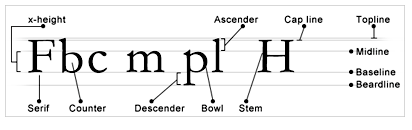 x-height Ascender Cap line Topline
Fbc m pl H
Midline
Baseline
Beardline
Serif Counter Descender Bowl Stem